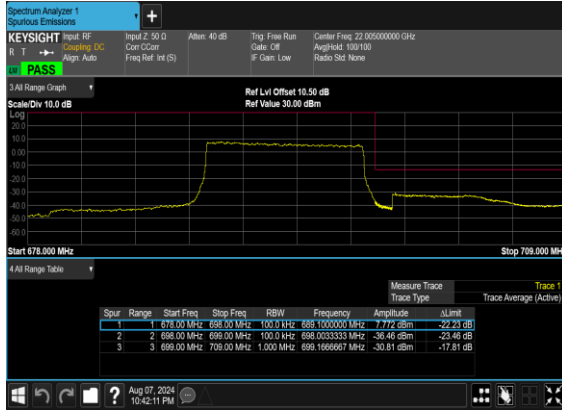 Spectrum Analyzer 1
Spurious Emissions
KEYSIGHT Input: RF Input Z: 50 Ω Atten: 40 dB Trig: Free Run Center Freq: 22.005000000 GHz
R T Coupling: DC Corr CCorr Gate: Off Avg|Hold: 100/100
Align: Auto Freq Ref: Int (S) IF Gain: Low Radio Std: None
PASS
3 All Range Graph
Ref Lvl Offset 10.50 dB
Scale/Div 10.0 dB Ref Value 30.00 dBm
Log
20.0
10.0
0.00
-10.0
-20.0
-30.0
-40.0
-50.0
-60.0
Start 678.000 MHz Stop 709.000 MH
4 All Range Table
Measure Trace Trace 1
Trace Type Trace Average (Active)
Spur Range Start Freq Stop Freq RBW Frequency Amplitude ΔLimit
1 1 678.00 MHz 698.00 MHz 100.0 kHz 689.1000000 MHz 7.772 dBm -22.23 dB
2 2 698.00 MHz 699.00 MHz 100.0 kHz 698.0033333 MHz -36.46 dBm -23.46 dB
3 3 699.00 MHz 709.00 MHz 1.000 MHz 699.1666667 MHz -30.81 dBm -17.81 dB
?
Aug 07, 2024
10:42:11 PM